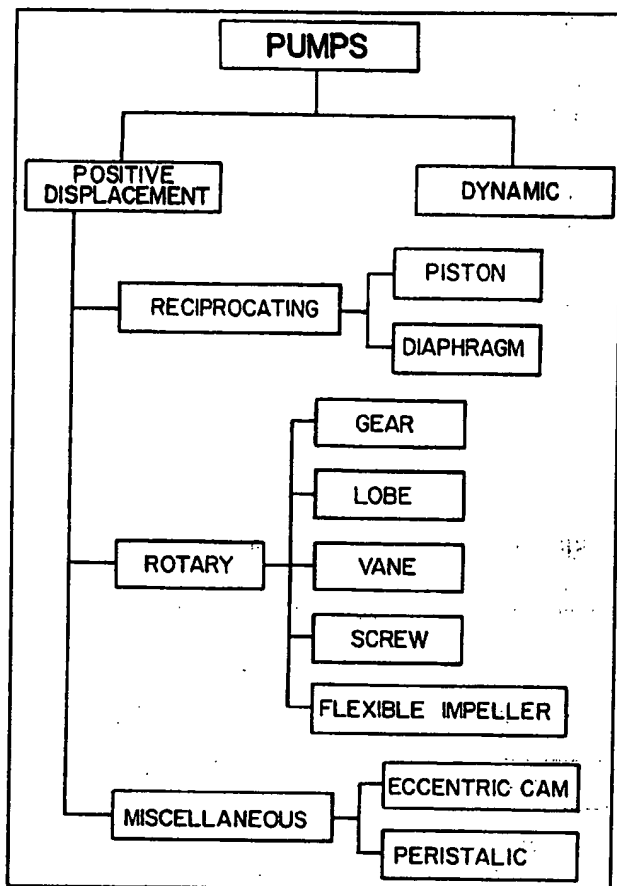 PUMPS
POSITIVE
DISPLACEMENT
DYNAMIC
RECIPROCATING
PISTON
DIAPHRAGM
ROTARY
GEAR
LOBE
VANE
SCREW
FLEXIBLE IMPELLER
MISCELLANEOUS
ECCENTRIC CAM
PERISTALIC